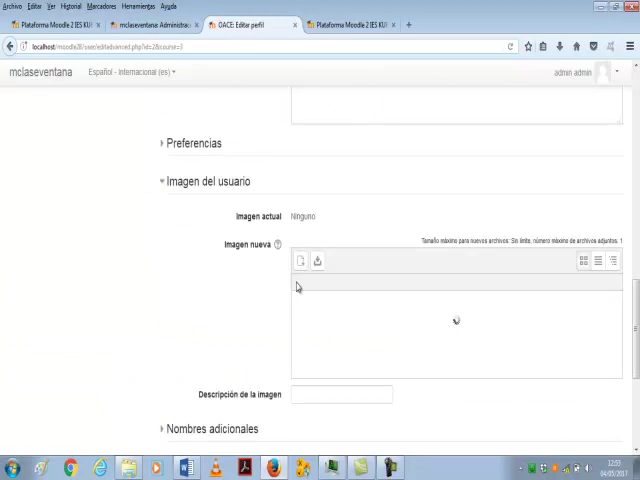 Archivo Editar Ver Historial Marcadores Herramientas Ayuda
Plataforma Moodle 2 IES KU
mclaseventana: Administrac
OACE: Editar perfil
Plataforma Moodle 2 IES KU
localhost/moodle28/user/editadvanced.php?id=2&course=3
mclaseventana
Español - Internacional (es)
admin admin
Preferencias
Imagen del usuario
Imagen actual
Ninguno
Imagen nueva
Tamaño máximo para nuevos archivos: Sin límite, número máximo de archivos adjuntos: 1
Descripción de la imagen
Nombres adicionales
12:53
04/05/2017